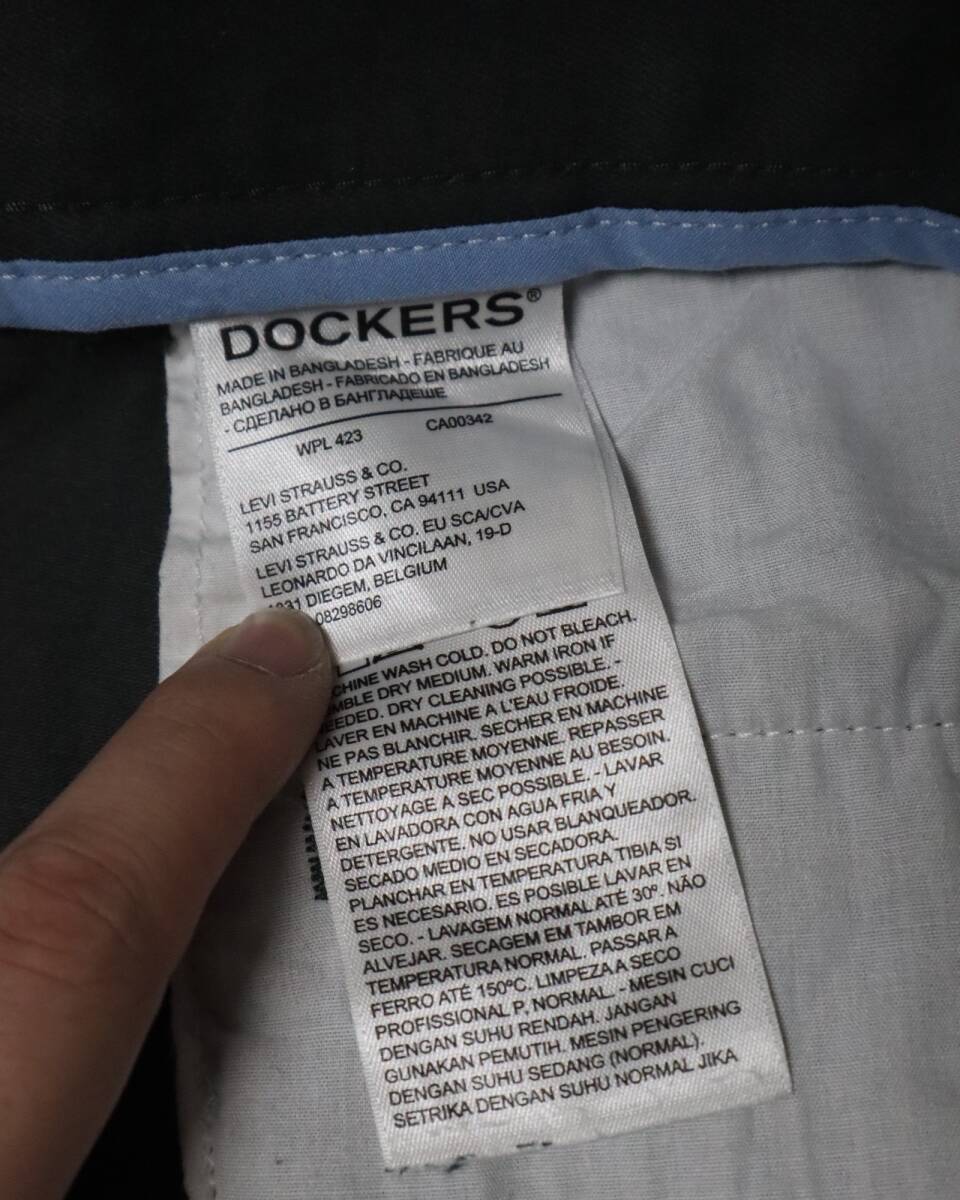 DOCKERS®
MADE IN BANGLADESH - FABRIQUE AU
BANGLADESH - FABRICADO EN BANGLADESH
- СДЕЛАНО В БАНГЛАДЕШЕ
WPL 423 CA00342
LEVI STRAUSS & CO.
1155 BATTERY STREET
SAN FRANCISCO, CA 94111 USA
LEVI STRAUSS & CO. EU SCA/CVA
LEONARDO DA VINCILAAN, 19-D
DIEGEM, BELGIUM
08298606
WASH COLD. DO NOT BLEACH.
DRY MEDIUM. WARM IRON IF
DRY CLEANING POSSIBLE. -
LAVER EN MACHINE A L'EAU FROIDE.
NE PAS BLANCHIR. SECHER EN MACHINE
A TEMPERATURE MOYENNE. REPASSER
A TEMPERATURE MOYENNE AU BESOIN.
NETTOYAGE A SEC POSSIBLE. - LAVAR
EN LAVADORA CON AGUA FRIA Y
DETERGENTE. NO USAR BLANQUEADOR.
SECADO MEDIO EN SECADORA.
PLANCHAR EN TEMPERATURA TIBIA SI
ES NECESARIO. ES POSIBLE LAVAR EN
SECO. - LAVAGEM NORMAL ATÉ 30º. NÃO
ALVEJAR. SECAGEM EM TAMBOR EM
TEMPERATURA NORMAL. PASSAR A
FERRO ATÉ 150ºC. LIMPEZA A SECO
PROFISSIONAL P, NORMAL. - MESIN CUCI
DENGAN SUHU RENDAH. JANGAN
GUNAKAN PEMUTIH. MESIN PENGERING
DENGAN SUHU SEDANG (NORMAL).
SETRIKA DENGAN SUHU NORMAL JIKA